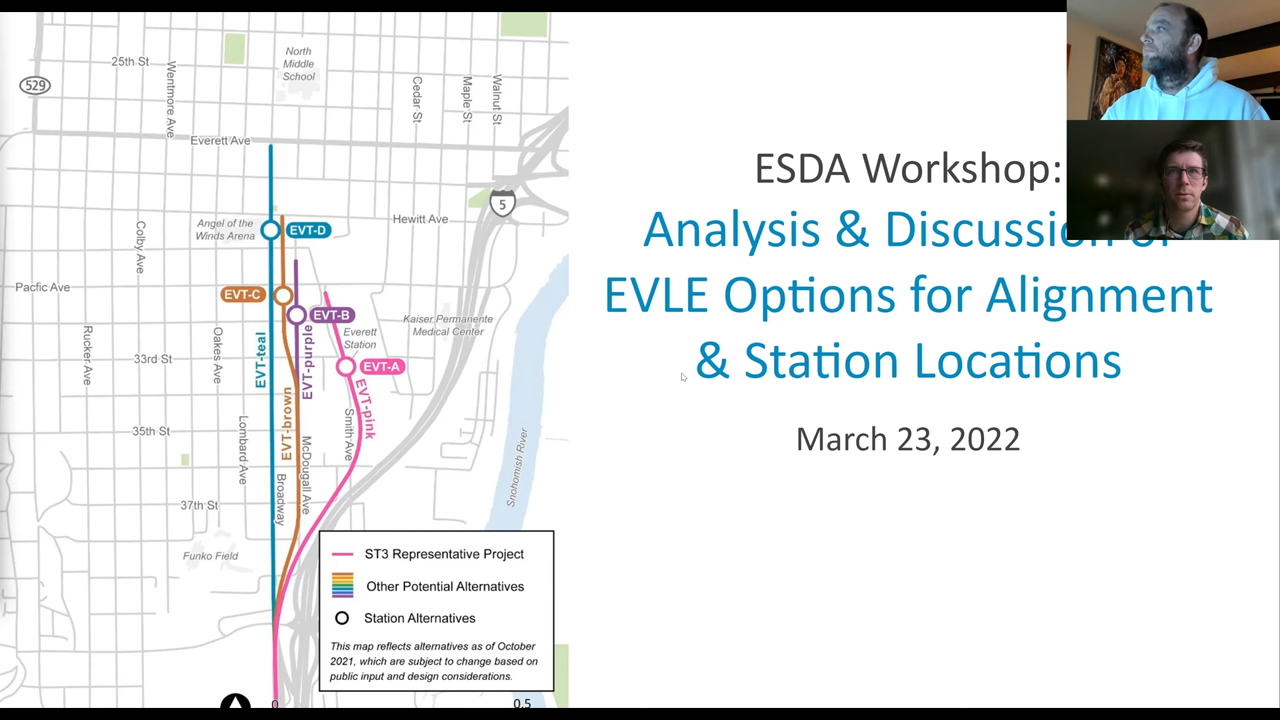 25th St
Wentmore Ave
North
Middle
School
529
Cedar St
Maple St
Walnut St
Everett Ave
5
Hewitt Ave
Angel of the
Winds Arena
EVT-D
Colby Ave
Pacfic Ave
EVT-C
EVT-B
Kaiser Permanente
Medical Center
Everett
Station
Rucker Ave
Oakes Ave
33rd St
EVT-teal
EVT-purple
EVT-A
EVT-brown
EVT-pink
Smith Ave
35th St
Lombard Ave
McDougall Ave
Snohomish River
Broadway
37th St
Funko Field
ST3 Representative Project
Other Potential Alternatives
Station Alternatives
This map reflects alternatives as of October
2021, which are subject to change based on
public input and design considerations.
0
0.5
ESDA Workshop:
Analysis & Discussion of
EVLE Options for Alignment
& Station Locations
March 23, 2022